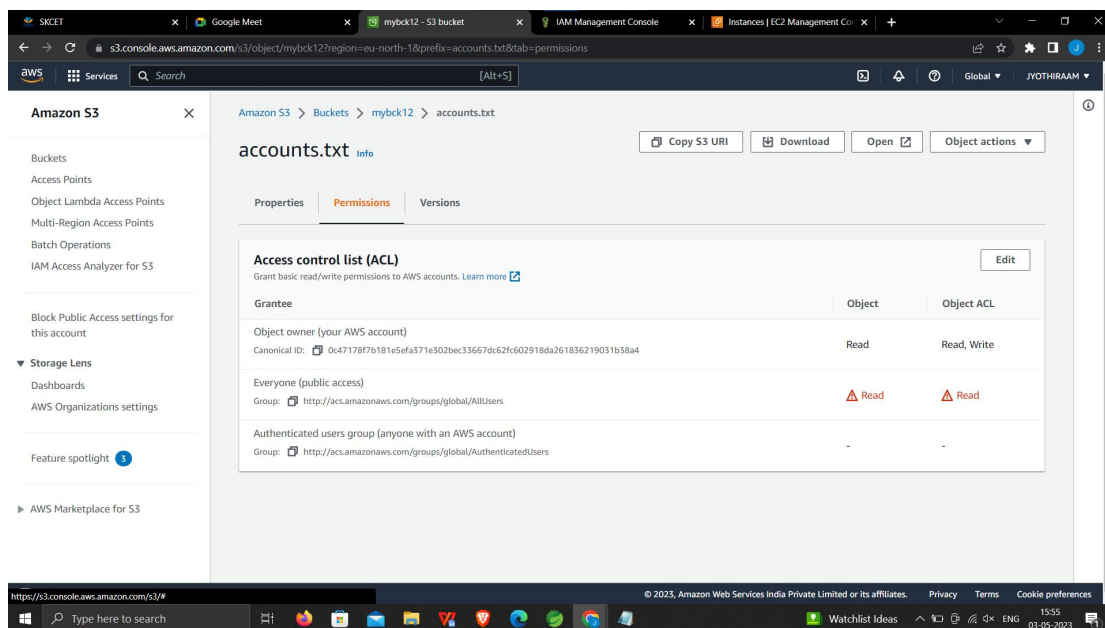 SKCET
Google Meet
mybck12 - S3 bucket
IAM Management Console
Instances | EC2 Management Co
s3.console.aws.amazon.com/s3/object/mybck12?region=eu-north-1&prefix=accounts.txt&tab=permissions
aws Services Search [Alt+S] Global JYOTHIRAAM
Amazon S3
Buckets
Access Points
Object Lambda Access Points
Multi-Region Access Points
Batch Operations
IAM Access Analyzer for S3
Block Public Access settings for
this account
Storage Lens
Dashboards
AWS Organizations settings
Feature spotlight 3
AWS Marketplace for S3
Amazon S3 > Buckets > mybck12 > accounts.txt
accounts.txt Info
Copy S3 URI Download Open Object actions
Properties Permissions Versions
Access control list (ACL) Edit
Grant basic read/write permissions to AWS accounts. Learn more
Grantee Object Object ACL
Object owner (your AWS account)
Canonical ID: 0c47178f7b181e5efa371e302bec33667dc62fc602918da261836219031b38a4
Read Read, Write
Everyone (public access)
Group: http://acs.amazonaws.com/groups/global/AllUsers
Read Read
Authenticated users group (anyone with an AWS account)
Group: http://acs.amazonaws.com/groups/global/AuthenticatedUsers
- -
https://s3.console.aws.amazon.com/s3/#
© 2023, Amazon Web Services India Private Limited or its affiliates. Privacy Terms Cookie preferences
Type here to search
Watchlist Ideas ENG
15:55
03-05-2023